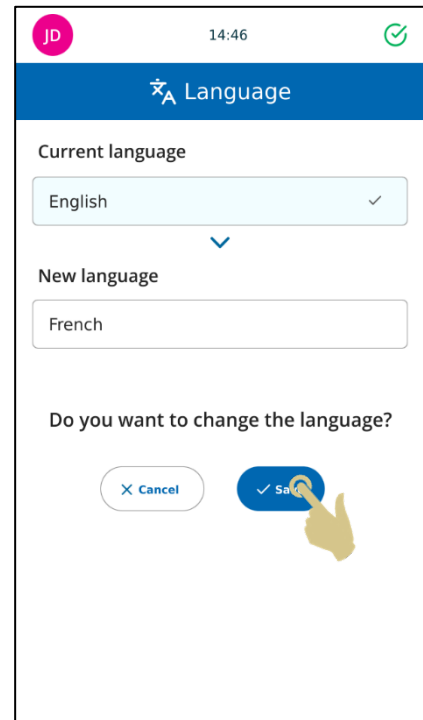 JD
14:46
Language
Current language
English
New language
French
Do you want to change the language?
Cancel